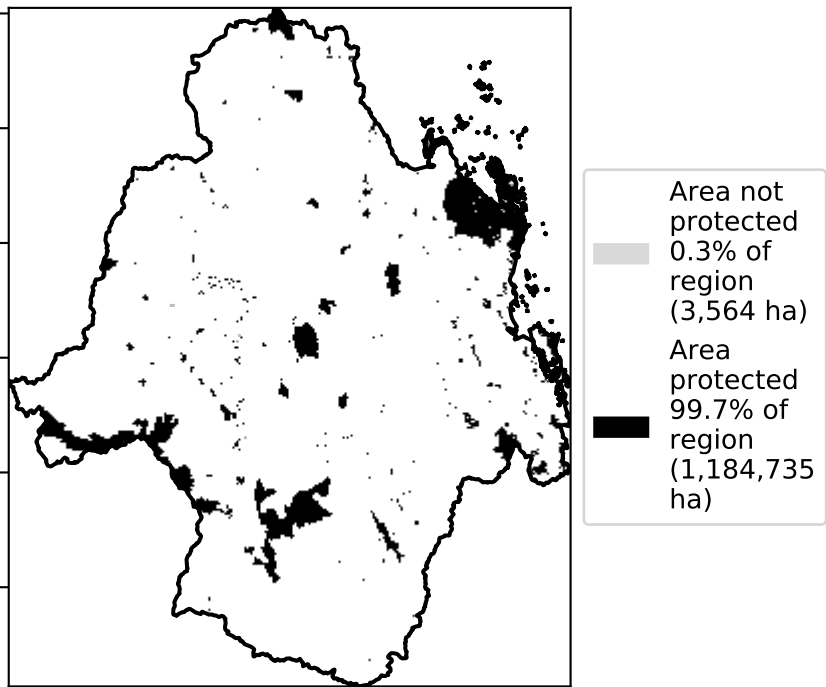 Area not
protected
0.3% of
region
(3,564 ha)
Area
protected
99.7% of
region
(1,184,735
ha)